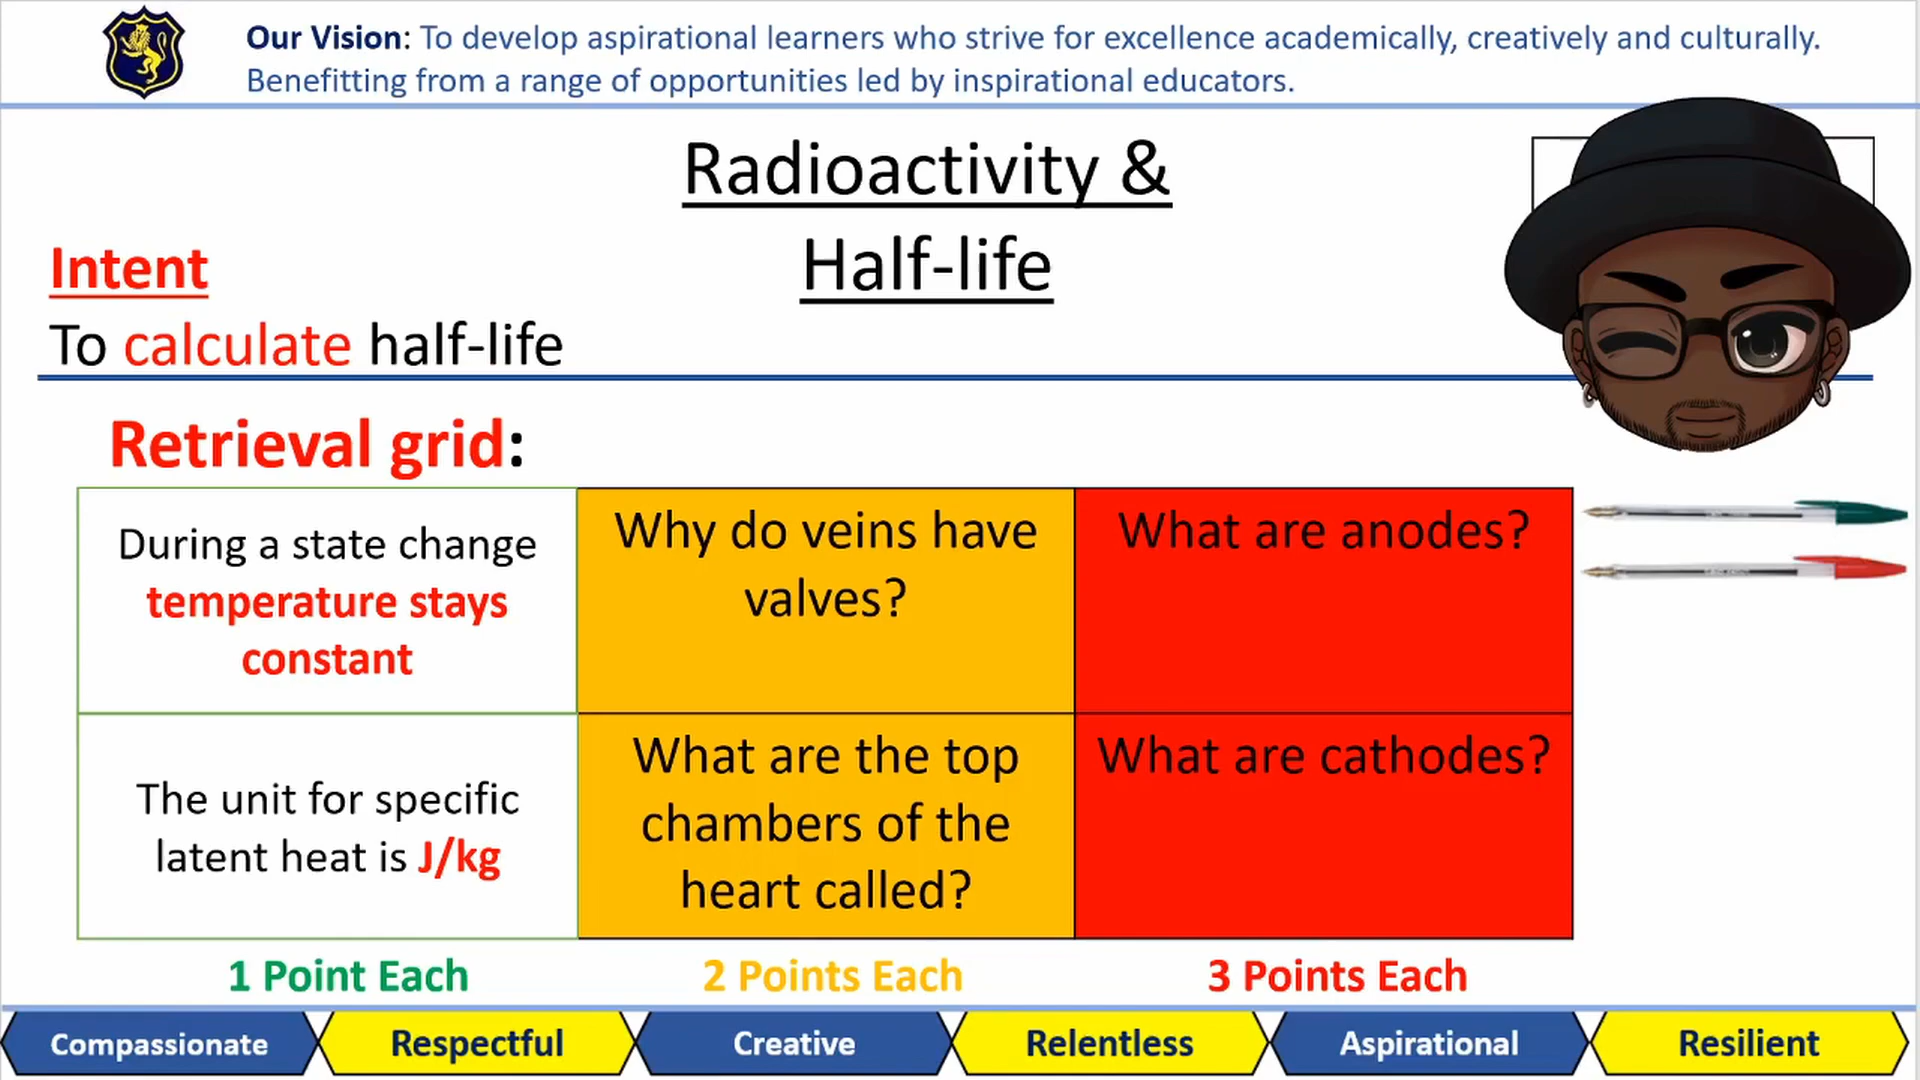 Our Vision: To develop aspirational learners who strive for excellence academically, creatively and culturally.
Benefitting from a range of opportunities led by inspirational educators.
Radioactivity &
Half-life
Intent
To calculate half-life
Retrieval grid:
During a state change
temperature stays
constant
Why do veins have
valves?
What are anodes?
The unit for specific
latent heat is J/kg
What are the top
chambers of the
heart called?
What are cathodes?
1 Point Each
2 Points Each
3 Points Each
Compassionate
Respectful
Creative
Relentless
Aspirational
Resilient